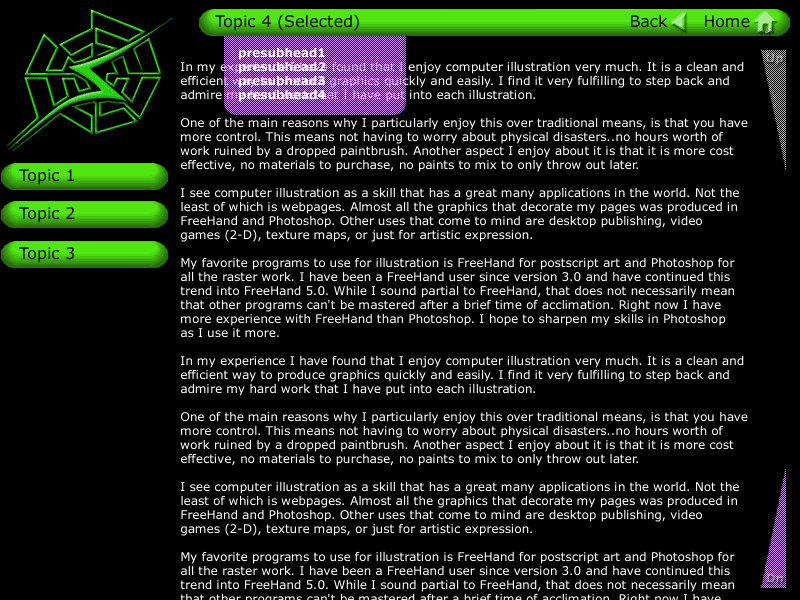 Topic 4 (Selected)
Back
Home
presubhead1
presubhead2
presubhead3
presubhead4
Up
In my found that I enjoy computer illustration very much. It is a clean and
efficient graphics quickly and easily. I find it very fulfilling to step back and
admire that I have put into each illustration.
One of the main reasons why I particularly enjoy this over traditional means, is that you have
more control. This means not having to worry about physical disasters..no hours worth of
work ruined by a dropped paintbrush. Another aspect I enjoy about it is that it is more cost
effective, no materials to purchase, no paints to mix to only throw out later.
Topic 1
Topic 2
Topic 3
I see computer illustration as a skill that has a great many applications in the world. Not the
least of which is webpages. Almost all the graphics that decorate my pages was produced in
FreeHand and Photoshop. Other uses that come to mind are desktop publishing, video
games (2-D), texture maps, or just for artistic expression.
My favorite programs to use for illustration is FreeHand for postscript art and Photoshop for
all the raster work. I have been a FreeHand user since version 3.0 and have continued this
trend into FreeHand 5.0. While I sound partial to FreeHand, that does not necessarily mean
that other programs can't be mastered after a brief time of acclimation. Right now I have
more experience with FreeHand than Photoshop. I hope to sharpen my skills in Photoshop
as I use it more.
In my experience I have found that I enjoy computer illustration very much. It is a clean and
efficient way to produce graphics quickly and easily. I find it very fulfilling to step back and
admire my hard work that I have put into each illustration.
One of the main reasons why I particularly enjoy this over traditional means, is that you have
more control. This means not having to worry about physical disasters..no hours worth of
work ruined by a dropped paintbrush. Another aspect I enjoy about it is that it is more cost
effective, no materials to purchase, no paints to mix to only throw out later.
I see computer illustration as a skill that has a great many applications in the world. Not the
least of which is webpages. Almost all the graphics that decorate my pages was produced in
FreeHand and Photoshop. Other uses that come to mind are desktop publishing, video
games (2-D), texture maps, or just for artistic expression.
My favorite programs to use for illustration is FreeHand for postscript art and Photoshop for
all the raster work. I have been a FreeHand user since version 3.0 and have continued this
trend into FreeHand 5.0. While I sound partial to FreeHand, that does not necessarily mean
that other programs can't be mastered after a brief time of acclimation. Right now I have